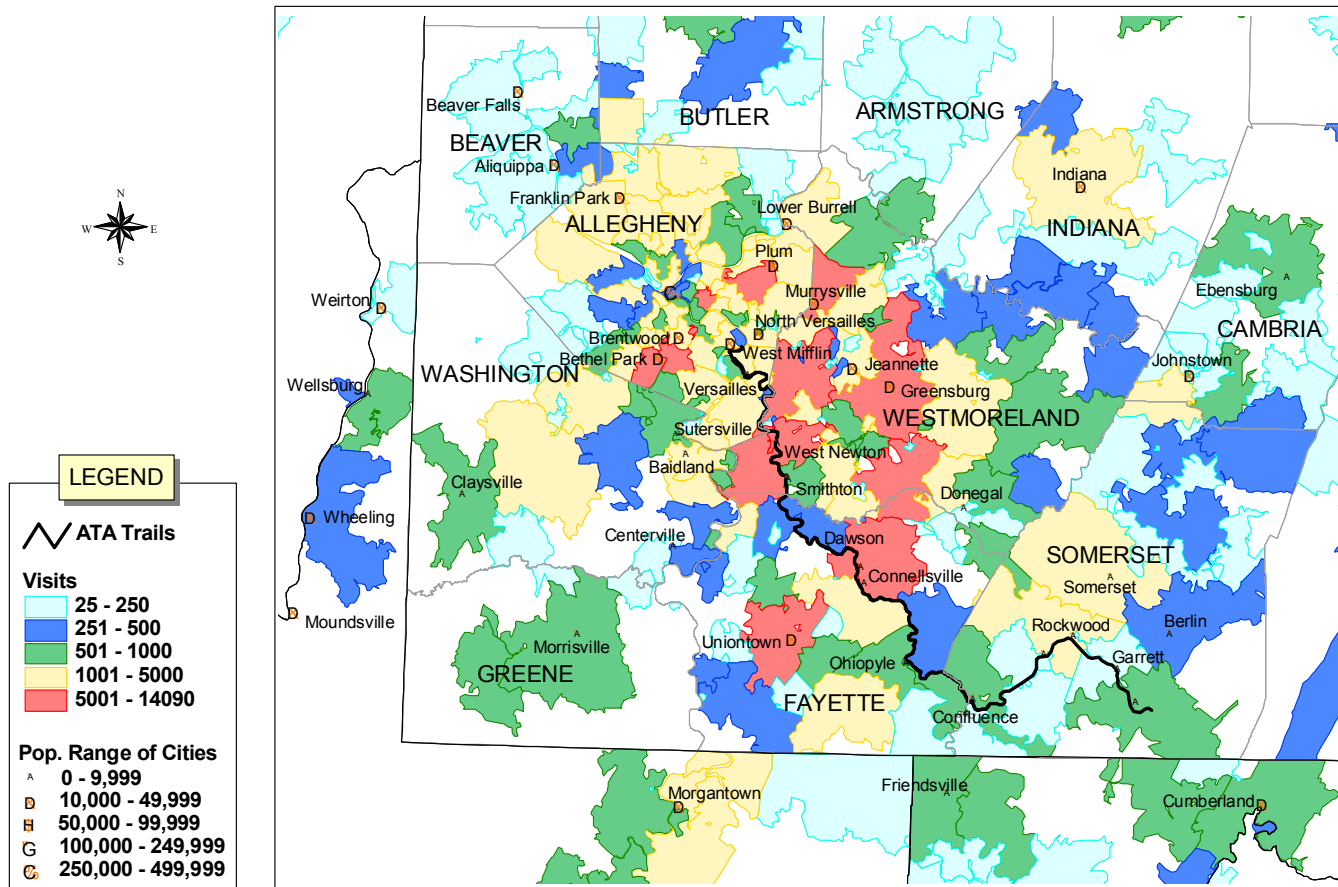 N
W E
S
LEGEND
ATA Trails
Visits
25 - 250
251 - 500
501 - 1000
1001 - 5000
5001 - 14090
Pop. Range of Cities
A 0 - 9,999
D 10,000 - 49,999
H 50,000 - 99,999
G 100,000 - 249,999
C 250,000 - 499,999
Beaver Falls
BUTLER
ARMSTRONG
BEAVER
Aliquippa
Indiana
Franklin Park
Lower Burrell
ALLEGHENY
INDIANA
Plum
Ebensburg
Weirton
Murrysville
North Versailles
CAMBRIA
Brentwood
West Mifflin
Bethel Park
Jeannette
Johnstown
WASHINGTON
Wellsburg
Versailles
Greensburg
WESTMORELAND
Sutersville
West Newton
Baidland
Claysville
Smithton
Donegal
Wheeling
Centerville
Dawson
SOMERSET
Connellsville
Somerset
Moundsville
Rockwood
Berlin
Morrisville
Uniontown
Garrett
GREENE
Ohiopyle
FAYETTE
Confluence
Friendsville
Morgantown
Cumberland